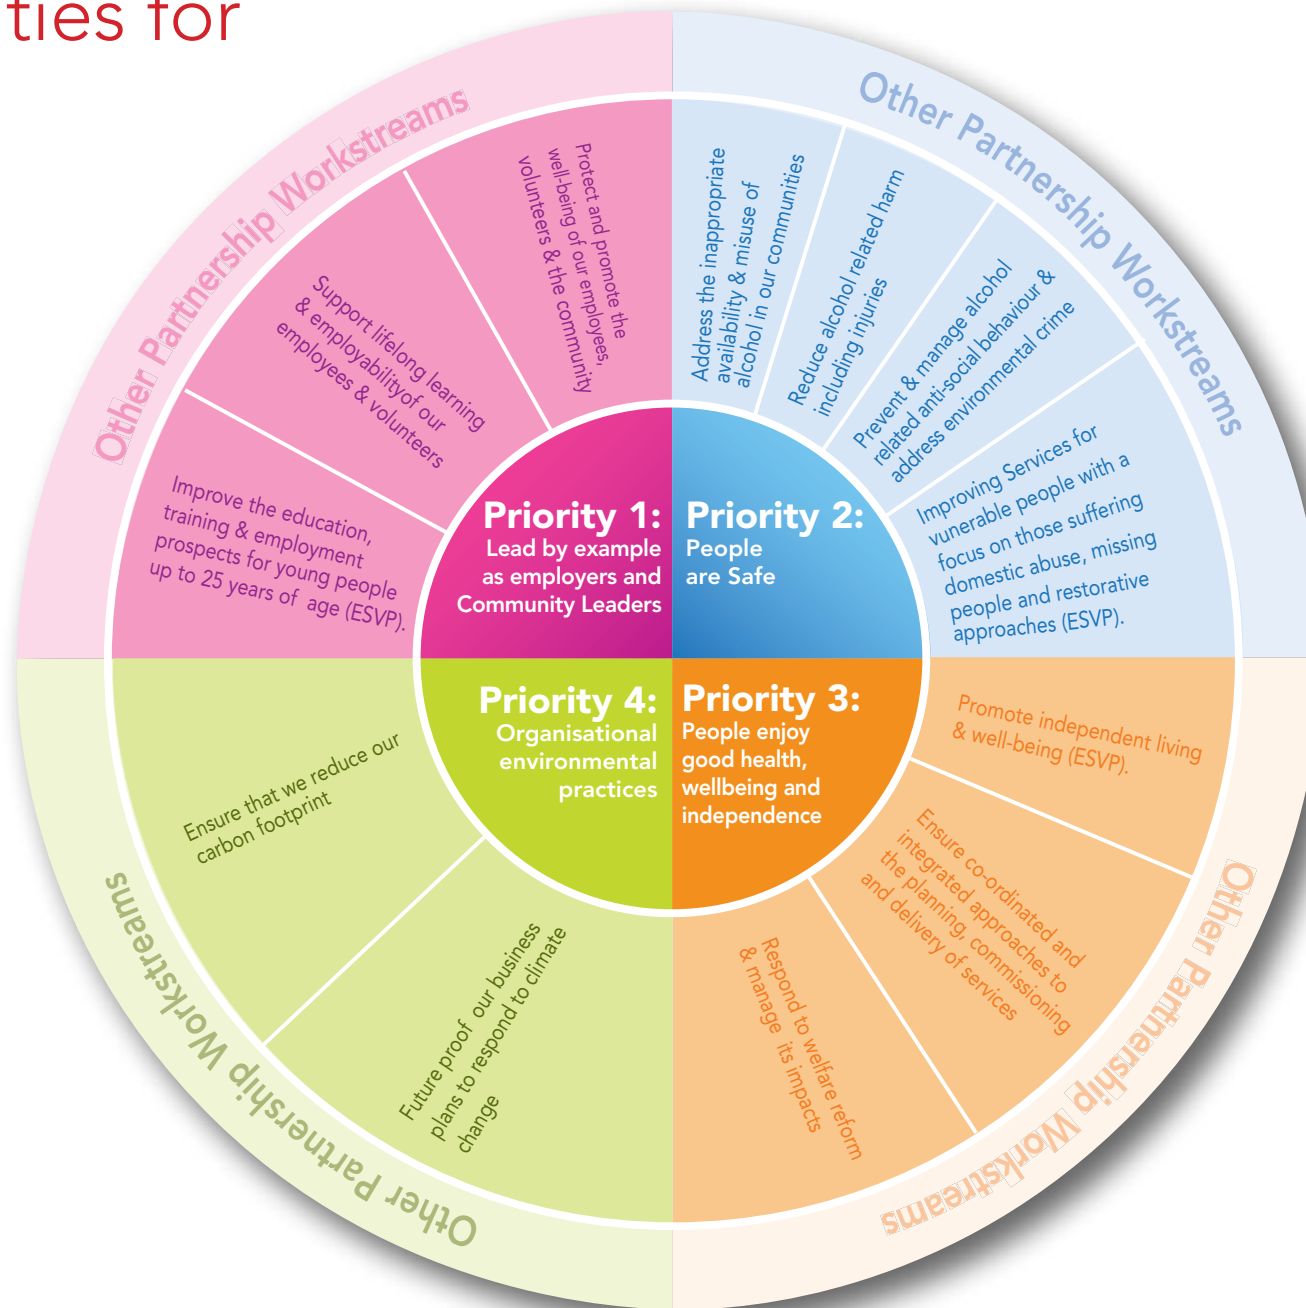 ties for
Other Partnership Workstreams
Protect and promote the
well-being of our employees,
volunteers & the community
Support lifelong learning
& employabilityof our
employees & volunteers
Improve the education,
training & employment
prospects for young people
up to 25 years of age (ESVP).
Priority 1:
Lead by example
as employers and
Community Leaders
Other Partnership Workstreams
Address the inappropriate
availability & misuse of
alcohol in our communities
Reduce alcohol related harm
including injuries
Prevent & manage alcohol
related anti-social behaviour &
address environmental crime
Improving Services for
vunerable people with a
focus on those suffering
domestic abuse, missing
people and restorative
approaches (ESVP).
Priority 2:
People
are Safe
Priority 3:
People enjoy
good health,
wellbeing and
independence
Promote independent living
& well-being (ESVP).
Ensure co-ordinated and
integrated approaches to
the planning, commissioning
and delivery of services
Respond to welfare reform
& manage its impacts
Other Partnership Workstreams
Priority 4:
Organisational
environmental
practices
Ensure that we reduce our
carbon footprint
Future proof our business
plans to respond to climate
change
Other Partnership Workstreams